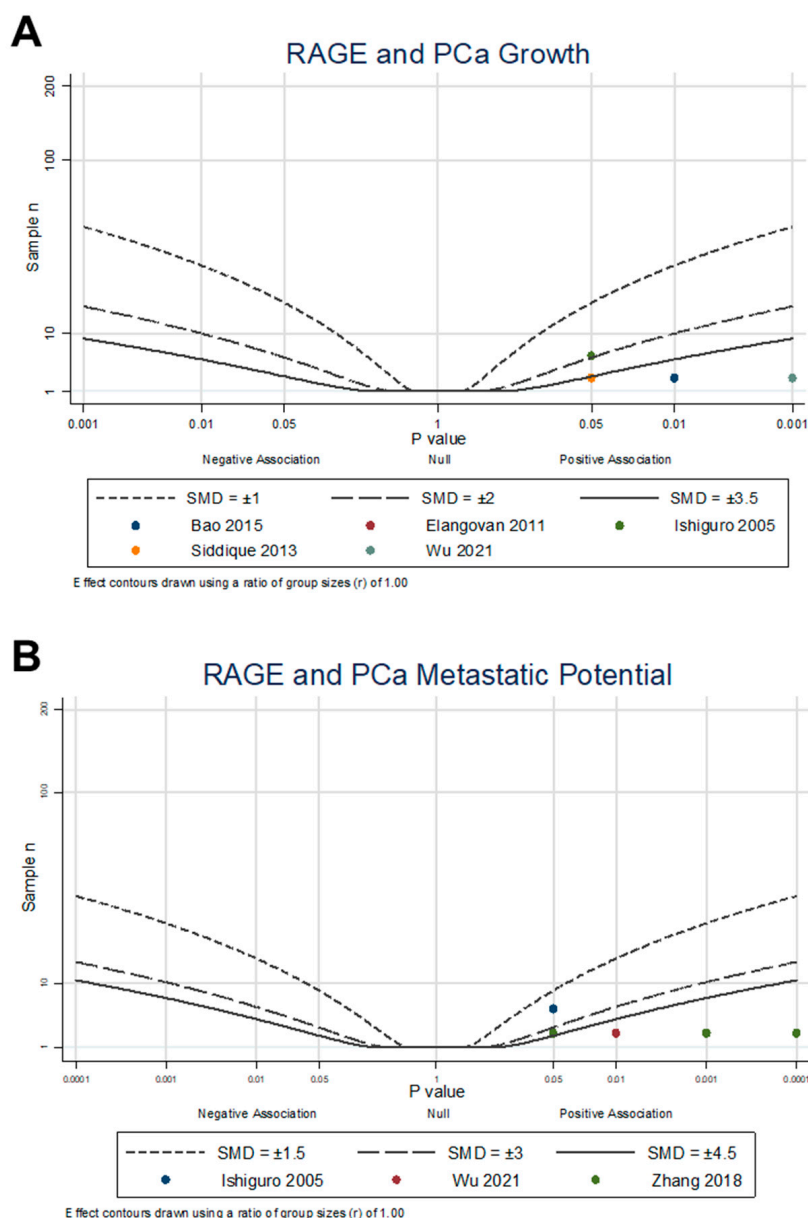 A
RAGE and PCa Growth
200
100
10
1
Sample n
0.001 0.01 0.05 1 0.05 0.01 0.001
P value
Negative Association Null Positive Association
SMD = ±1 SMD = ±2 SMD = ±3.5
Bao 2015 Elangovan 2011 Ishiguro 2005
Siddique 2013 Wu 2021
Effect contours drawn using a ratio of group sizes (r) of 1.00
B
RAGE and PCa Metastatic Potential
200
100
10
1
Sample n
0.0001 0.001 0.01 0.05 1 0.05 0.01 0.001 0.0001
P value
Negative Association Null Positive Association
SMD = ±1.5 SMD = ±3 SMD = ±4.5
Ishiguro 2005 Wu 2021 Zhang 2018
Effect contours drawn using a ratio of group sizes (r) of 1.00